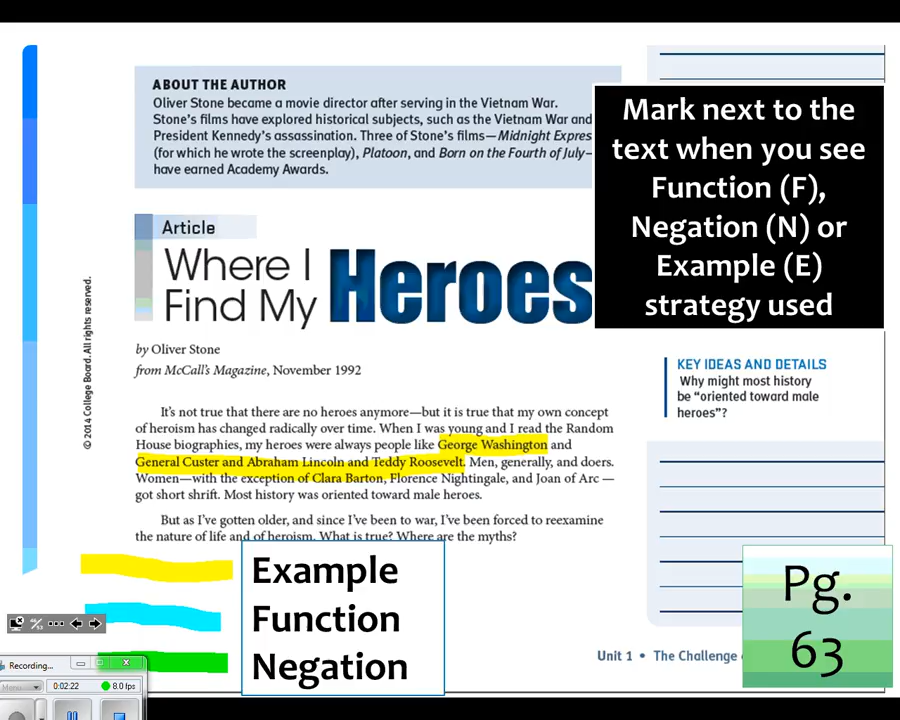 ABOUT THE AUTHOR
Oliver Stone became a movie director after serving in the Vietnam War.
Stone's films have explored historical subjects, such as the Vietnam War and
President Kennedy's assassination. Three of Stone's films—Midnight Expres
(for which he wrote the screenplay), Platoon, and Born on the Fourth of July—
have earned Academy Awards.
Mark next to the
text when you see
Function (F),
Negation (N) or
Example (E)
strategy used
Article
Where I
Find My
Heroes
© 2014 College Board. All rights reserved.
by Oliver Stone
from McCall's Magazine, November 1992
KEY IDEAS AND DETAILS
Why might most history
be "oriented toward male
heroes"?
It's not true that there are no heroes anymore—but it is true that my own concept
of heroism has changed radically over time. When I was young and I read the Random
House biographies, my heroes were always people like George Washington and
General Custer and Abraham Lincoln and Teddy Roosevelt. Men, generally, and doers.
Women—with the exception of Clara Barton, Florence Nightingale, and Joan of Arc —
got short shrift. Most history was oriented toward male heroes.
But as I've gotten older, and since I've been to war, I've been forced to reexamine
the nature of life and of heroism. What is true? Where are the myths?
Example
Function
Negation
Pg.
63
Unit 1 • The Challenge
Recording...
0:02:22
8.0 fps